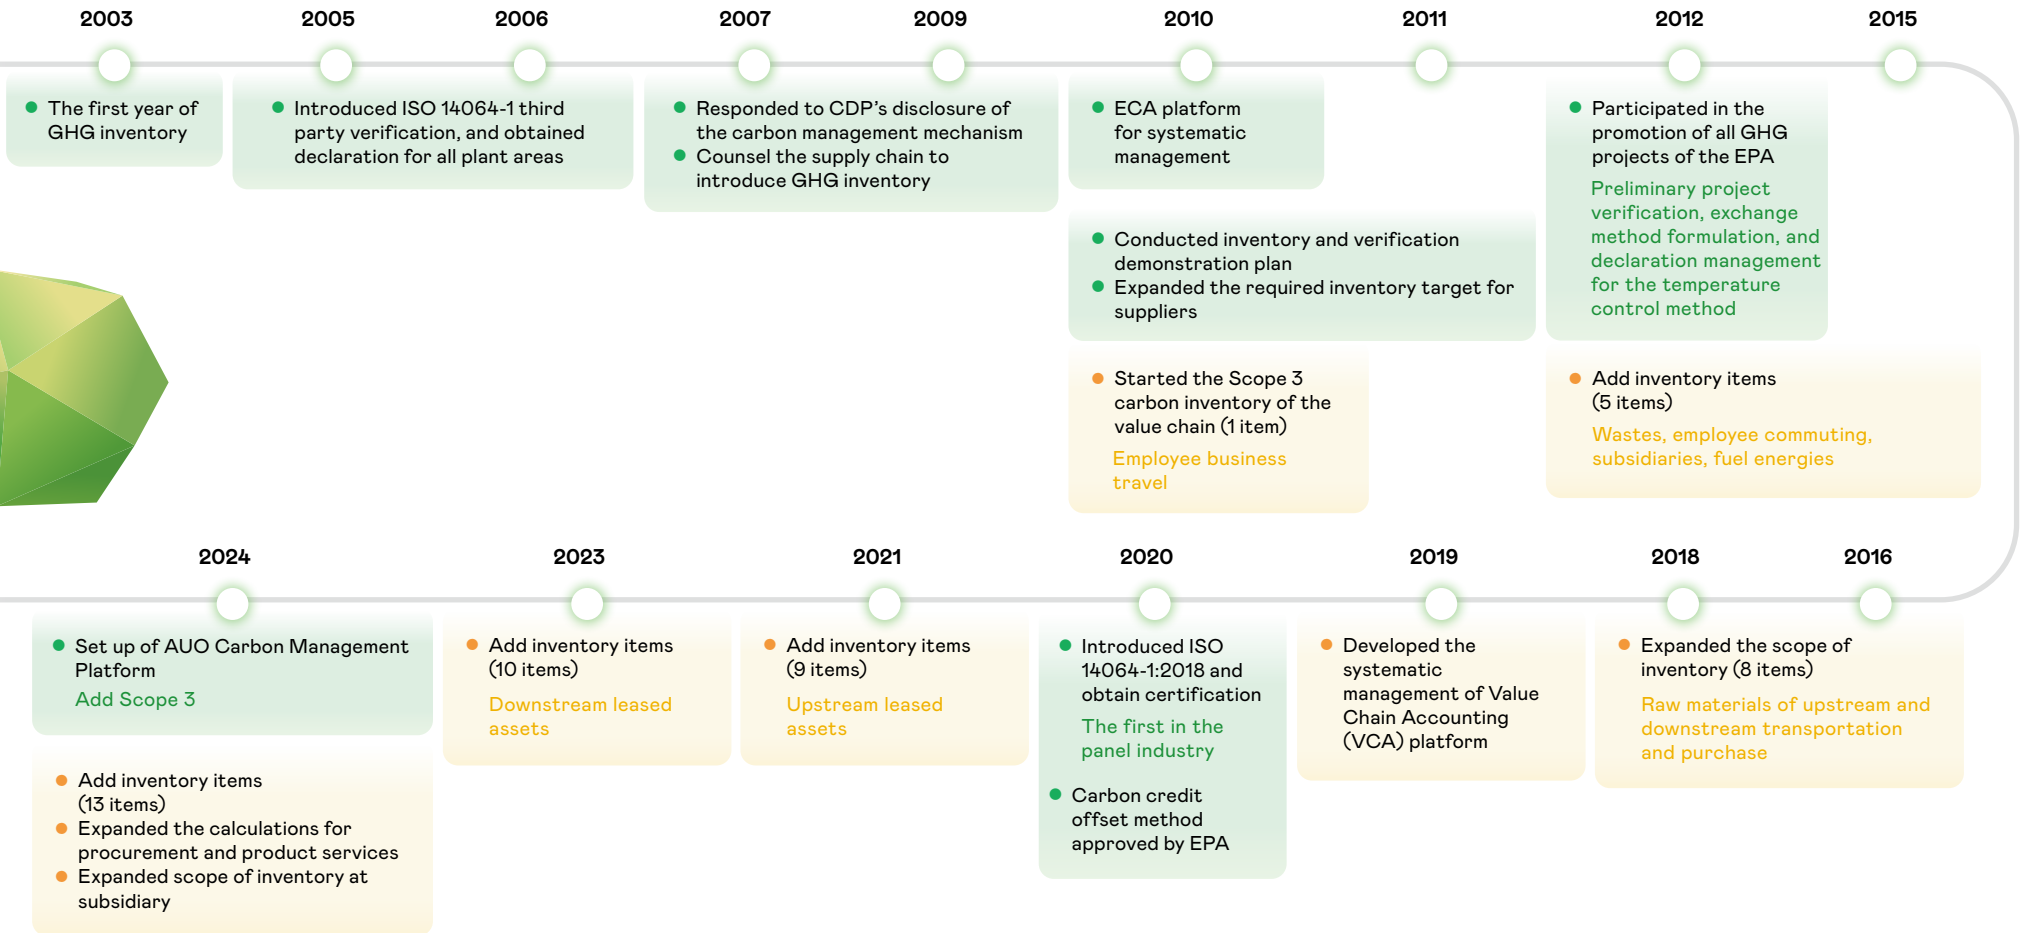 2003
2005
2006
2007
2009
2010
2011
2012
2015
The first year of
GHG inventory
Introduced ISO 14064-1 third
party verification, and obtained
declaration for all plant areas
Responded to CDP's disclosure of
the carbon management mechanism
Counsel the supply chain to
introduce GHG inventory
ECA platform
for systematic
management
Conducted inventory and verification
demonstration plan
Expanded the required inventory target for
suppliers
Started the Scope 3
carbon inventory of the
value chain (1 item)
Employee business
travel
Participated in the
promotion of all GHG
projects of the EPA
Preliminary project
verification, exchange
method formulation, and
declaration management
for the temperature
control method
Add inventory items
(5 items)
Wastes, employee commuting,
subsidiaries, fuel energies
2024
2023
2021
2020
2019
2018
2016
Set up of AUO Carbon Management
Platform
Add Scope 3
Add inventory items
(13 items)
Expanded the calculations for
procurement and product services
Expanded scope of inventory at
subsidiary
Add inventory items
(10 items)
Downstream leased
assets
Add inventory items
(9 items)
Upstream leased
assets
Introduced ISO
14064-1:2018 and
obtain certification
The first in the
panel industry
Carbon credit
offset method
approved by EPA
Developed the
systematic
management of Value
Chain Accounting
(VCA) platform
Expanded the scope of
inventory (8 items)
Raw materials of upstream and
downstream transportation
and purchase